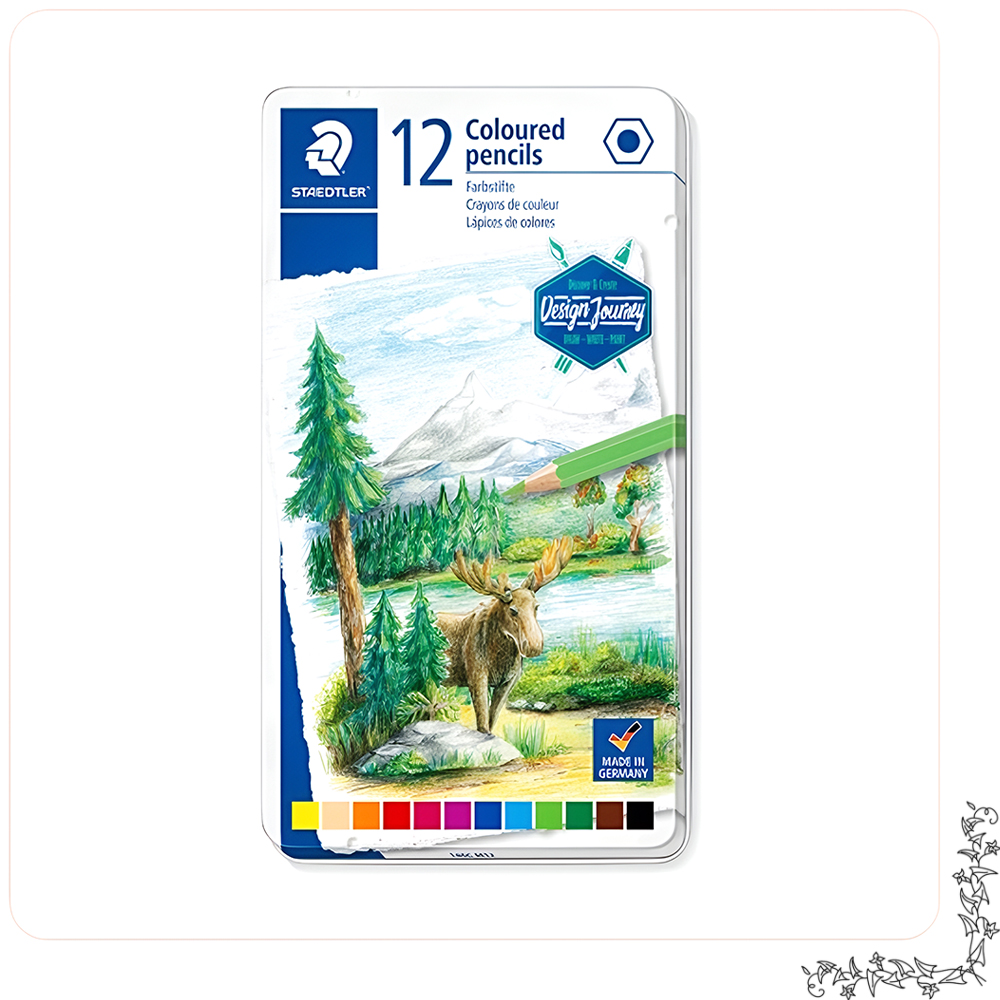 STAEDTLER
12
Coloured
pencils
Farbstifte
Crayons de couleur
Lápices de colores
Design Journey
MADE IN
GERMANY